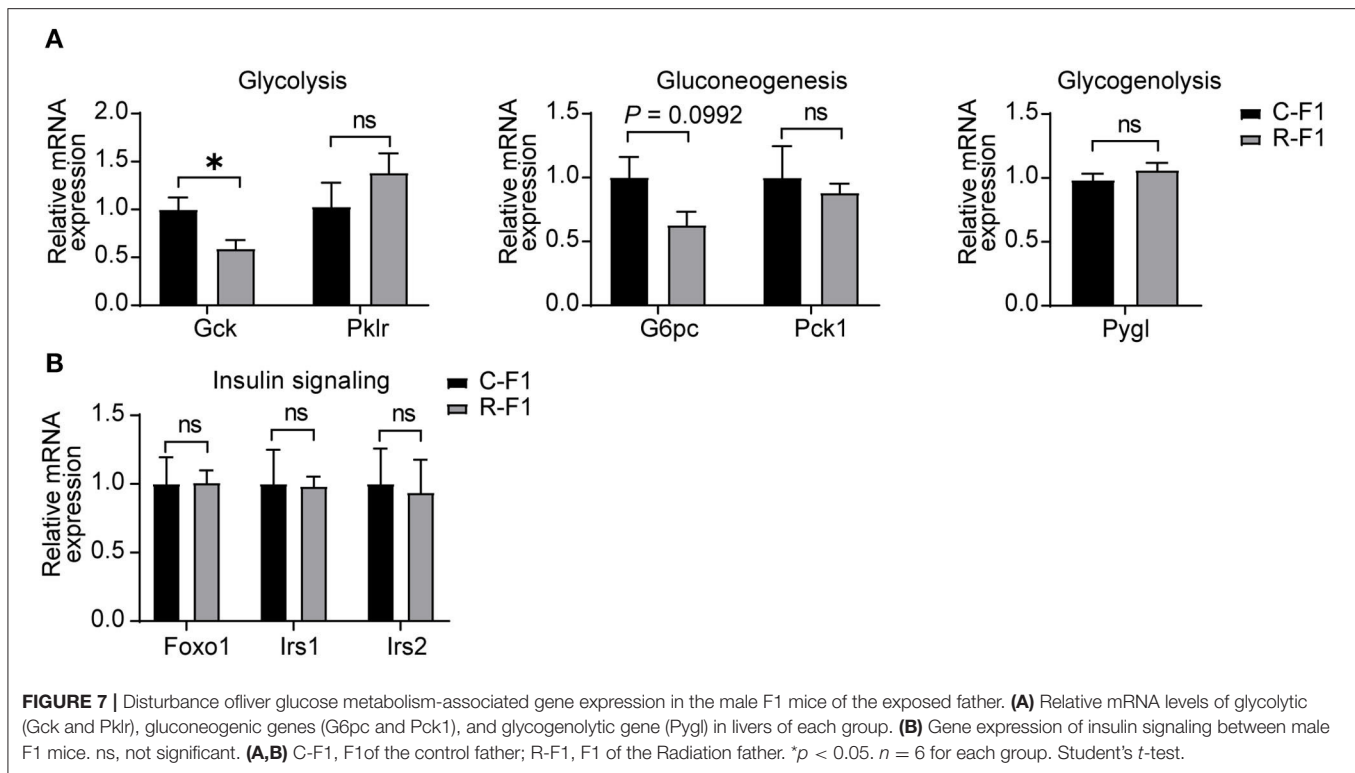 A
Glycolysis
Relative mRNA
expression
2.0
1.5
1.0
0.5
0.0
*
ns
Gck Pklr
Gluconeogenesis
Relative mRNA
expression
1.5
1.0
0.5
0.0
P = 0.0992
ns
G6pc Pck1
Glycogenolysis
Relative mRNA
expression
1.5
1.0
0.5
0.0
ns
Pygl
C-F1
R-F1
B
Insulin signaling
C-F1
R-F1
Relative mRNA
expression
1.5
1.0
0.5
0.0
ns ns ns
Foxo1 Irs1 Irs2
FIGURE 7 | Disturbance ofliver glucose metabolism-associated gene expression in the male F1 mice of the exposed father. (A) Relative mRNA levels of glycolytic
(Gck and Pklr), gluconeogenic genes (G6pc and Pck1), and glycogenolytic gene (Pygl) in livers of each group. (B) Gene expression of insulin signaling between male
F1 mice. ns, not significant. (A,B) C-F1, F1of the control father; R-F1, F1 of the Radiation father. *p < 0.05. n = 6 for each group. Student's t-test.